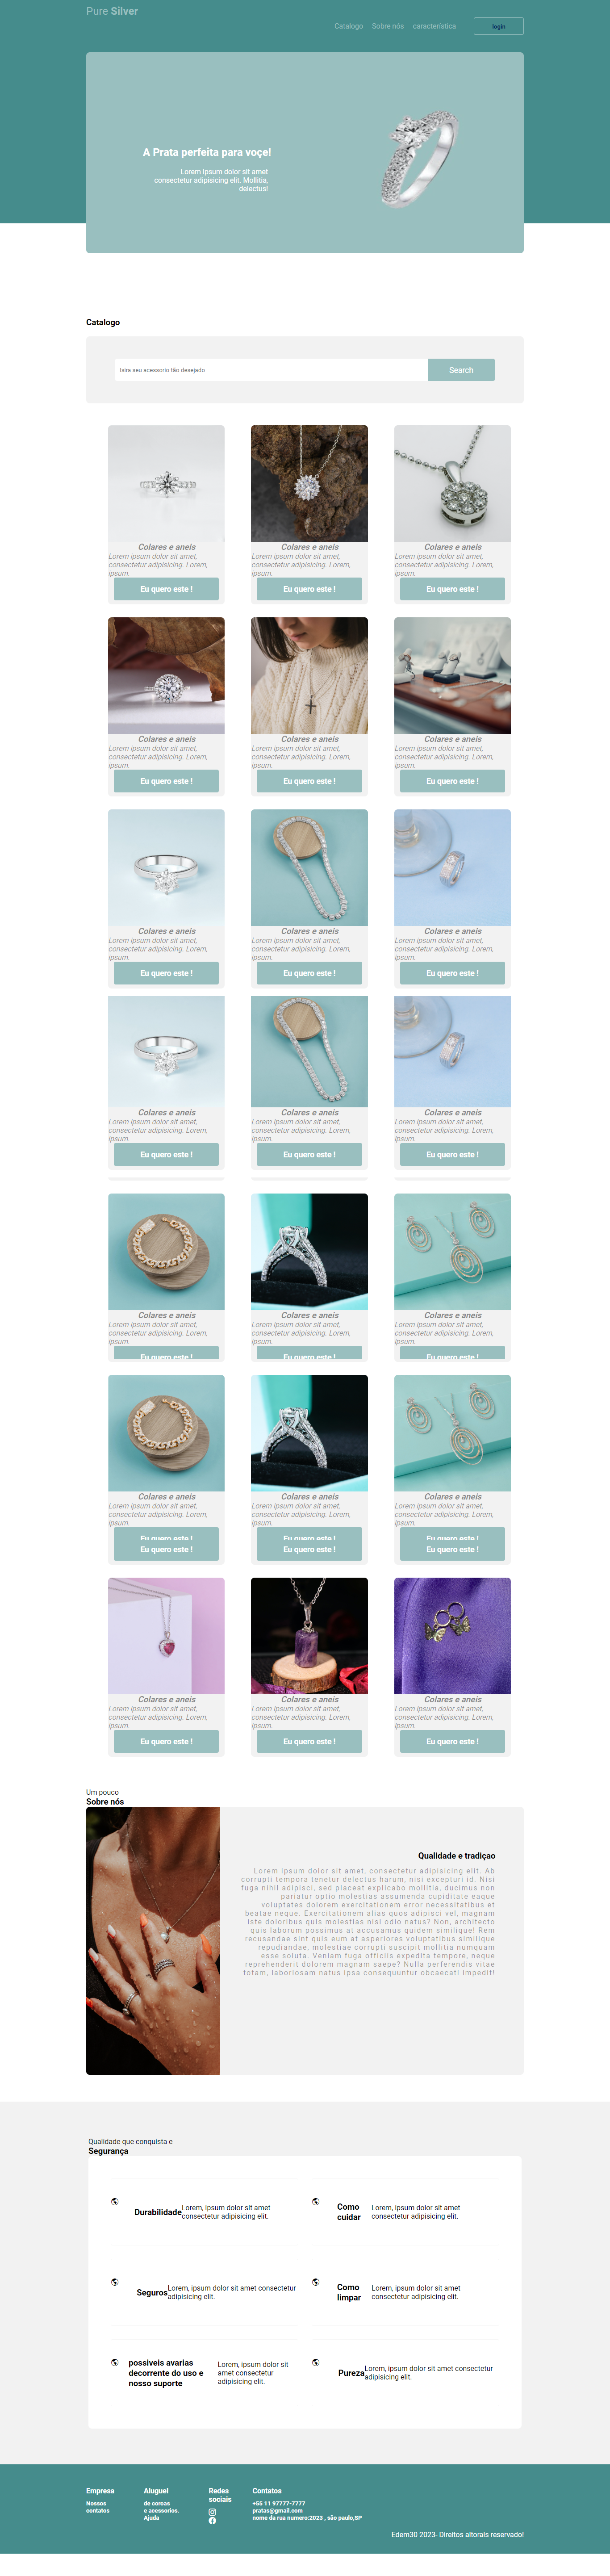 Pure Silver
Catalogo Sobre nós característica login
A Prata perfeita para voçe!
Lorem ipsum dolor sit amet
consectetur adipisicing elit. Mollitia,
delectus!
Catalogo
Isira seu acessorio tão desejado Search
Colares e aneis Colares e aneis Colares e aneis
Lorem ipsum dolor sit amet, Lorem ipsum dolor sit amet, Lorem ipsum dolor sit amet,
consectetur adipisicing. Lorem, consectetur adipisicing. Lorem, consectetur adipisicing. Lorem,
ipsum. ipsum. ipsum.
Eu quero este ! Eu quero este ! Eu quero este !
Colares e aneis Colares e aneis Colares e aneis
Lorem ipsum dolor sit amet, Lorem ipsum dolor sit amet, Lorem ipsum dolor sit amet,
consectetur adipisicing. Lorem, consectetur adipisicing. Lorem, consectetur adipisicing. Lorem,
ipsum. ipsum. ipsum.
Eu quero este ! Eu quero este ! Eu quero este !
Colares e aneis Colares e aneis Colares e aneis
Lorem ipsum dolor sit amet, Lorem ipsum dolor sit amet, Lorem ipsum dolor sit amet,
consectetur adipisicing. Lorem, consectetur adipisicing. Lorem, consectetur adipisicing. Lorem,
ipsum. ipsum. ipsum.
Eu quero este ! Eu quero este ! Eu quero este !
Colares e aneis Colares e aneis Colares e aneis
Lorem ipsum dolor sit amet, Lorem ipsum dolor sit amet, Lorem ipsum dolor sit amet,
consectetur adipisicing. Lorem, consectetur adipisicing. Lorem, consectetur adipisicing. Lorem,
ipsum. ipsum. ipsum.
Eu quero este ! Eu quero este ! Eu quero este !
Colares e aneis Colares e aneis Colares e aneis
Lorem ipsum dolor sit amet, Lorem ipsum dolor sit amet, Lorem ipsum dolor sit amet,
consectetur adipisicing. Lorem, consectetur adipisicing. Lorem, consectetur adipisicing. Lorem,
ipsum. ipsum. ipsum.
Eu quero este ! Eu quero este ! Eu quero este !
Colares e aneis Colares e aneis Colares e aneis
Lorem ipsum dolor sit amet, Lorem ipsum dolor sit amet, Lorem ipsum dolor sit amet,
consectetur adipisicing. Lorem, consectetur adipisicing. Lorem, consectetur adipisicing. Lorem,
ipsum. ipsum. ipsum.
Eu quero este ! Eu quero este ! Eu quero este !
Eu quero este ! Eu quero este ! Eu quero este !
Colares e aneis Colares e aneis Colares e aneis
Lorem ipsum dolor sit amet, Lorem ipsum dolor sit amet, Lorem ipsum dolor sit amet,
consectetur adipisicing. Lorem, consectetur adipisicing. Lorem, consectetur adipisicing. Lorem,
ipsum. ipsum. ipsum.
Eu quero este ! Eu quero este ! Eu quero este !
Um pouco
Sobre nós
Qualidade e tradiçao
Lorem ipsum dolor sit amet, consectetur adipisicing elit. Ab
corrupti tempora tenetur delectus harum, nisi excepturi id. Nisi
fuga nihil adipisci, sed placeat explicabo mollitia, ducimus non
pariatur optio molestias assumenda cupiditate eaque
voluptates dolorem exercitationem error necessitatibus et
beatae neque. Exercitationem alias quos adipisci vel, magnam
iste doloribus quis molestias nisi odio natus? Non, architecto
quis laborum possimus at accusamus quidem similique! Rem
recusandae sint quis eum at asperiores voluptatibus similique
repudiandae, molestiae corrupti suscipit mollitia numquam
esse soluta. Veniam fuga officiis expedita tempore, neque
reprehenderit dolorem magnam saepe? Nulla perferendis vitae
totam, laboriosam natus ipsa consequuntur obcaecati impedit!
Qualidade que conquista e
Segurança
Durabilidade
Lorem, ipsum dolor sit amet
consectetur adipisicing elit.
Como
cuidar
Lorem, ipsum dolor sit amet
consectetur adipisicing elit.
Seguros
Lorem, ipsum dolor sit amet consectetur
adipisicing elit.
Como
limpar
Lorem, ipsum dolor sit amet
consectetur adipisicing elit.
possiveis avarias
decorrente do uso e
nosso suporte
Lorem, ipsum dolor sit
amet consectetur
adipisicing elit.
Pureza
Lorem, ipsum dolor sit amet consectetur
adipisicing elit.
Empresa
Nossos
contatos
Aluguel
de coroas
e acessorios.
Ajuda
Redes
sociais
Contatos
+55 11 97777-7777
pratas@gmail.com
nome da rua numero:2023 , são paulo,SP
Edem30 2023- Direitos altorais reservado!